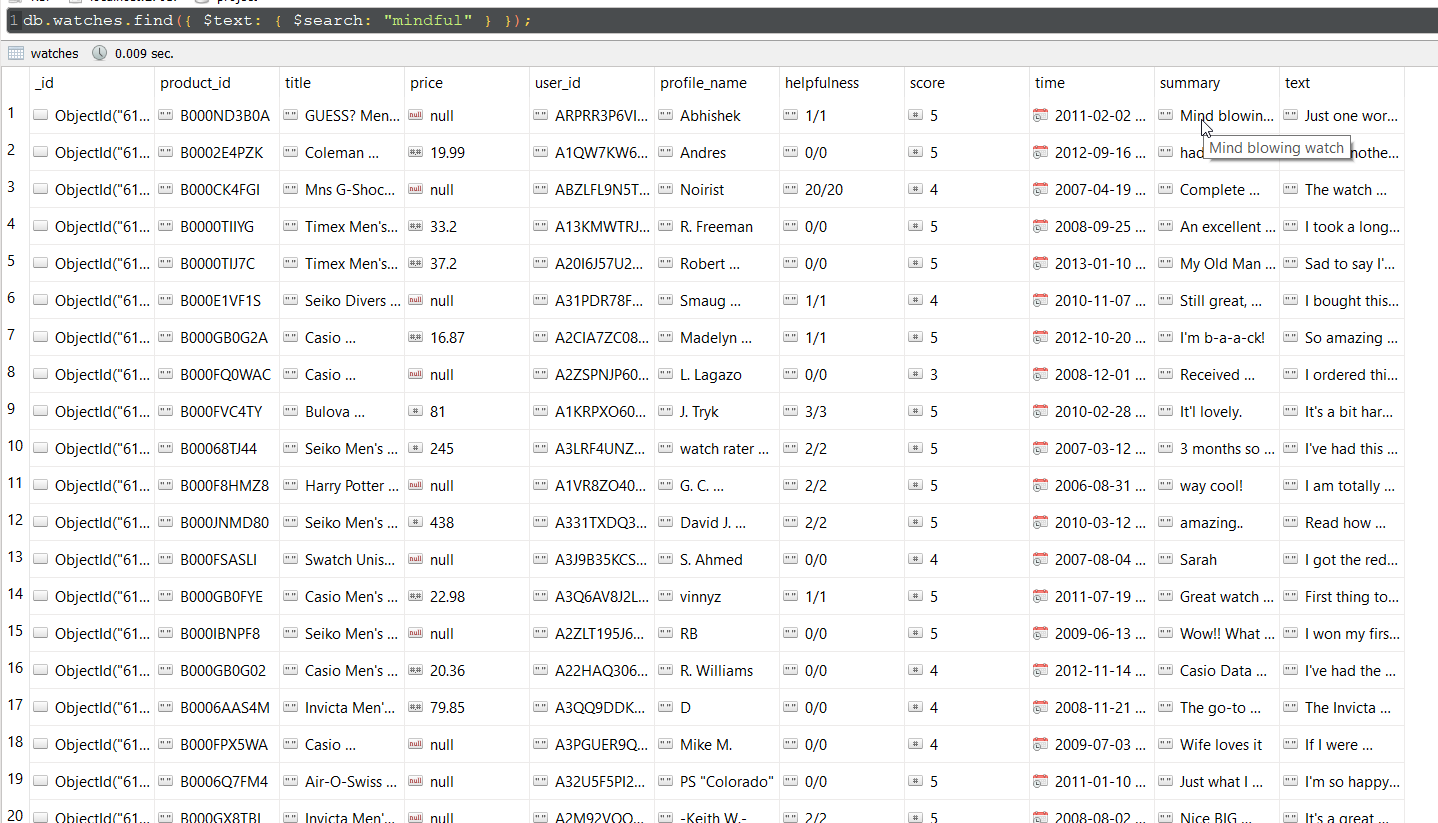 1 db.watches.find({ $text: { $search: "mindful" } });
watches 0.009 sec.
_id product_id title price user_id profile_name helpfulness score time summary text
1 ObjectId("61... B000ND3B0A GUESS? Men... null ARPRR3P6VI... Abhishek 1/1 5 2011-02-02 ... Mind blowin... Just one wor...
Mind blowing watch
2 ObjectId("61... B0002E4PZK Coleman ... 19.99 A1QW7KW6... Andres 0/0 5 2012-09-16 ... had
3 ObjectId("61... B000CK4FGI Mns G-Shoc... null ABZLFL9N5T... Noirist 20/20 4 2007-04-19 ... Complete ... The watch ...
4 ObjectId("61... B0000TIIYG Timex Men's... 33.2 A13KMWTRJ... R. Freeman 0/0 5 2008-09-25 ... An excellent ... I took a long...
5 ObjectId("61... B0000TIJ7C Timex Men's... 37.2 A20I6J57U2... Robert ... 0/0 5 2013-01-10 ... My Old Man ... Sad to say I'...
6 ObjectId("61... B000E1VF1S Seiko Divers ... null A31PDR78F... Smaug ... 1/1 4 2010-11-07 ... Still great, ... I bought this...
7 ObjectId("61... B000GB0G2A Casio ... 16.87 A2CIA7ZC08... Madelyn ... 1/1 5 2012-10-20 ... I'm b-a-a-ck! So amazing ...
8 ObjectId("61... B000FQ0WAC Casio ... null A2ZSPNJP60... L. Lagazo 0/0 3 2008-12-01 ... Received ... I ordered thi...
9 ObjectId("61... B000FVC4TY Bulova ... 81 A1KRPXO60... J. Tryk 3/3 5 2010-02-28 ... It'l lovely. It's a bit har...
10 ObjectId("61... B00068TJ44 Seiko Men's ... 245 A3LRF4UNZ... watch rater ... 2/2 5 2007-03-12 ... 3 months so ... I've had this ...
11 ObjectId("61... B000F8HMZ8 Harry Potter ... null A1VR8ZO40... G. C. ... 2/2 5 2006-08-31 ... way cool! I am totally ...
12 ObjectId("61... B000JNMD80 Seiko Men's ... 438 A331TXDQ3... David J. ... 2/2 5 2010-03-12 ... amazing.. Read how ...
13 ObjectId("61... B000FSASLI Swatch Unis... null A3J9B35KCS... S. Ahmed 0/0 4 2007-08-04 ... Sarah I got the red...
14 ObjectId("61... B000GB0FYE Casio Men's ... 22.98 A3Q6AV8J2L... vinnyz 1/1 5 2011-07-19 ... Great watch ... First thing to...
15 ObjectId("61... B000IBNPF8 Seiko Men's ... null A2ZLT195J6... RB 0/0 5 2009-06-13 ... Wow!! What ... I won my firs...
16 ObjectId("61... B000GB0G02 Casio Men's ... 20.36 A22HAQ306... R. Williams 0/0 4 2012-11-14 ... Casio Data ... I've had the ...
17 ObjectId("61... B0006AAS4M Invicta Men'... 79.85 A3QQ9DDK... D 0/0 4 2008-11-21 ... The go-to ... The Invicta ...
18 ObjectId("61... B000FPX5WA Casio ... null A3PGUER9Q... Mike M. 0/0 4 2009-07-03 ... Wife loves it If I were ...
19 ObjectId("61... B0006Q7FM4 Air-O-Swiss ... null A32U5F5PI2... PS "Colorado" 0/0 5 2011-01-10 ... Just what I ... I'm so happy...
20 ObjectId("61... B000GX8TBI Invicta Men'... null A2M92VOO... -Keith W.- 2/2 5 2008-08-02 ... Nice BIG ... It's a great ...